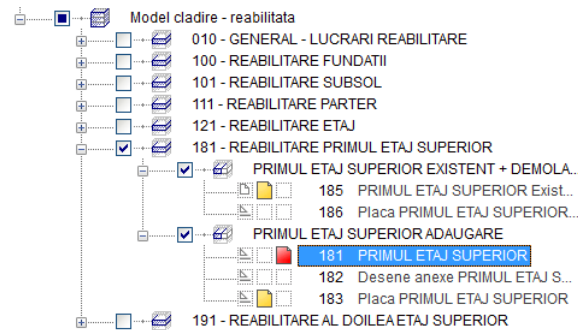 Model cladire - reabilitata
010 - GENERAL - LUCRARI REABILITARE
100 - REABILITARE FUNDATII
101 - REABILITARE SUBSOL
111 - REABILITARE PARTER
121 - REABILITARE ETAJ
181 - REABILITARE PRIMUL ETAJ SUPERIOR
PRIMUL ETAJ SUPERIOR EXISTENT + DEMOLA...
185 PRIMUL ETAJ SUPERIOR Exist...
186 Placa PRIMUL ETAJ SUPERIOR...
PRIMUL ETAJ SUPERIOR ADAUGARE
181 PRIMUL ETAJ SUPERIOR
182 Desene anexe PRIMUL ETAJ S...
183 Placa PRIMUL ETAJ SUPERIOR
191 - REABILITARE AL DOILEA ETAJ SUPERIOR